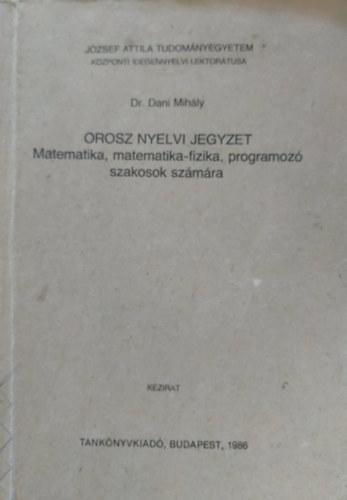 JÓZSEF ATTILA TUDOMÁNYEGYETEM
KÖZPONTI IDEGENNYELVI LEKTORÁTUSA
Dr. Dani Mihály
OROSZ NYELVI JEGYZET
Matematika, matematika-fizika, programozó
szakosok számára
KÉZIRAT
TANKÖNYVKIADÓ, BUDAPEST, 1986